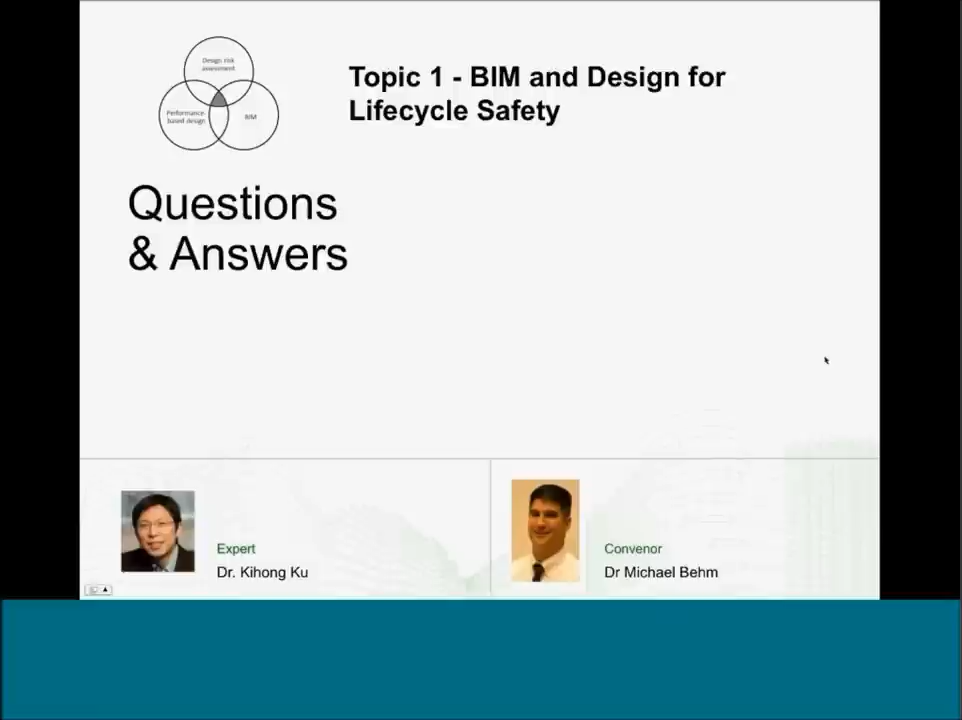 Design risk
assessment
Performance-
based design
BIM
Topic 1 - BIM and Design for
Lifecycle Safety
Questions
& Answers
Expert
Dr. Kihong Ku
Convenor
Dr Michael Behm